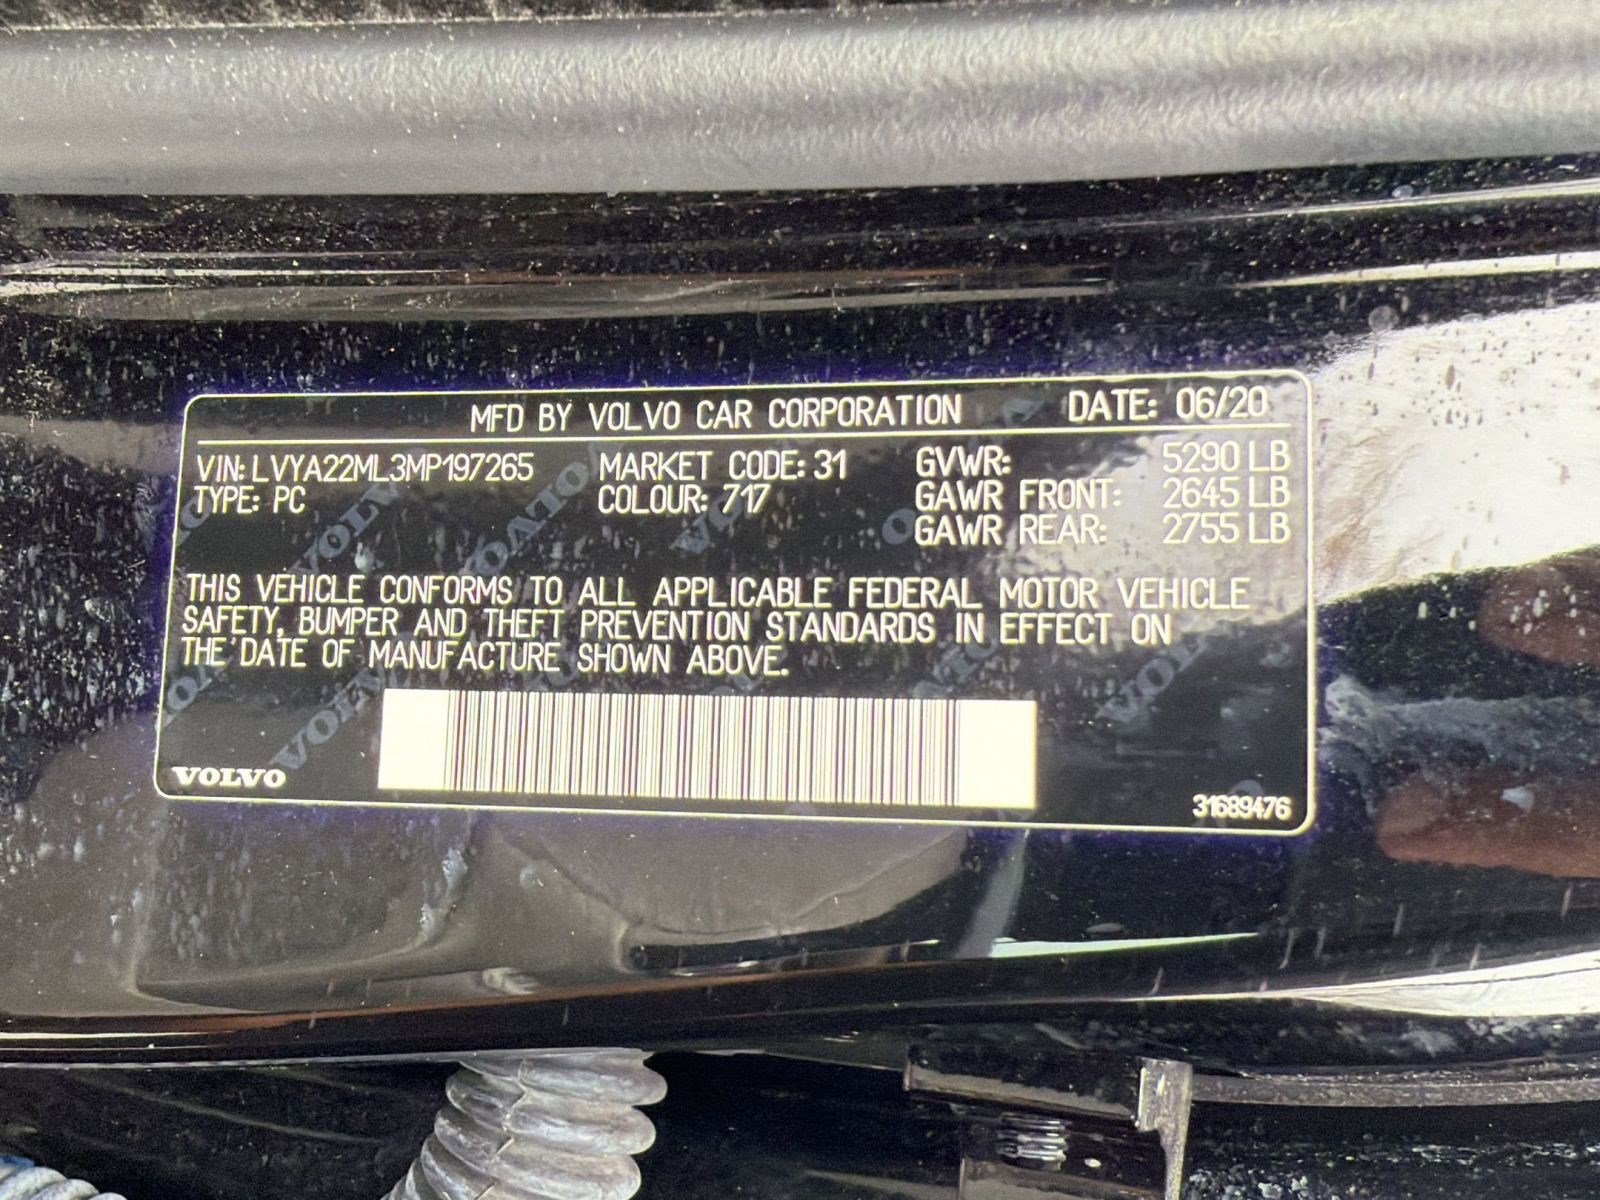 MFD BY VOLVO CAR CORPORATION DATE: 06/20
VIN: LVYA22ML3MP197265 MARKET CODE: 31 GVWR: 5290 LB
TYPE: PC COLOUR: 717 GAWR FRONT: 2645 LB
GAWR REAR: 2755 LB
THIS VEHICLE CONFORMS TO ALL APPLICABLE FEDERAL MOTOR VEHICLE
SAFETY, BUMPER AND THEFT PREVENTION STANDARDS IN EFFECT ON
THE DATE OF MANUFACTURE SHOWN ABOVE.
VOLVO
31689476